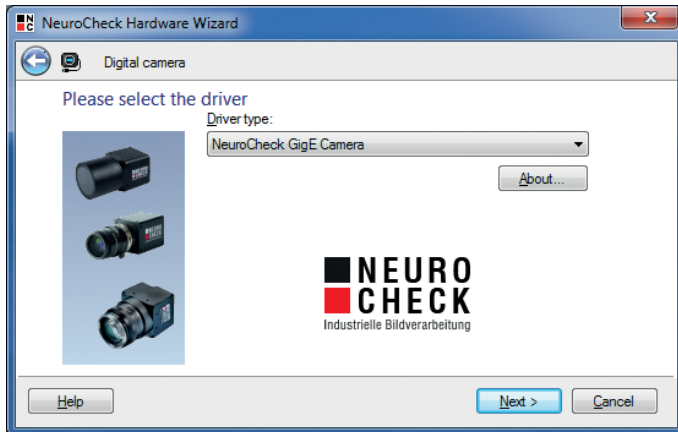 NeuroCheck Hardware Wizard
Digital camera
Please select the driver
Driver type:
NeuroCheck GigE Camera
About...
NEURO
CHECK
Industrielle Bildverarbeitung
Help
Next >
Cancel